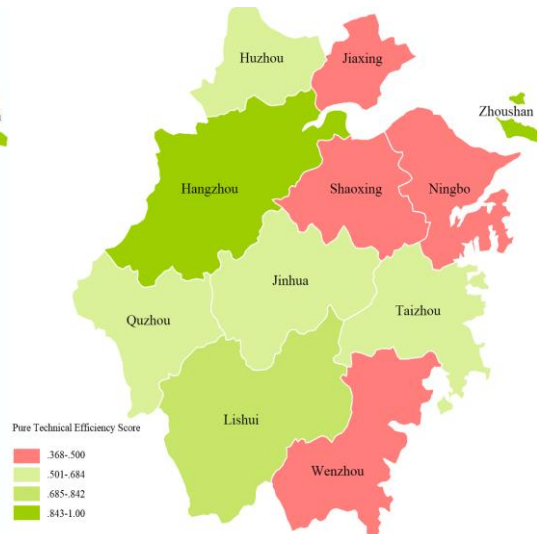 Huzhou
Jiaxing
Zhoushan
Hangzhou
Shaoxing
Ningbo
Jinhua
Quzhou
Taizhou
Lishui
Wenzhou
Pure Technical Efficiency Score
.368-.500
.501-.684
.685-.842
.843-1.00